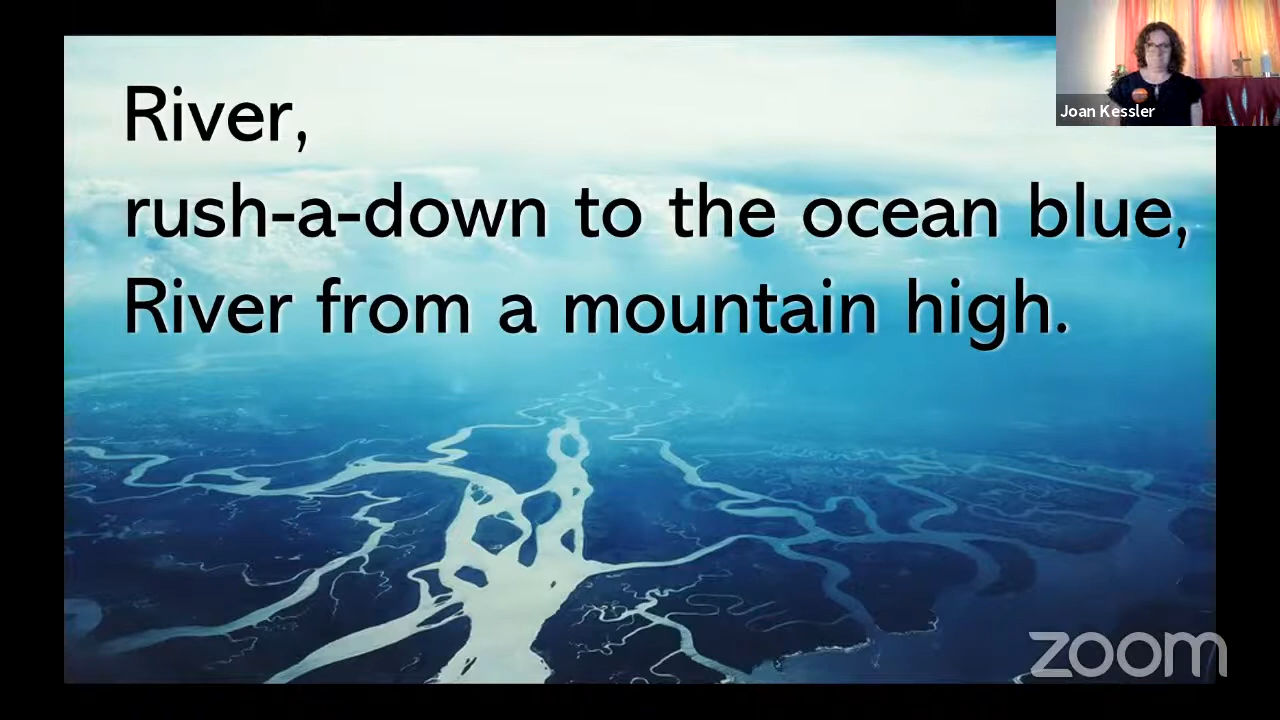 River,
rush-a-down to the ocean blue,
River from a mountain high.
Joan Kessler
zoom